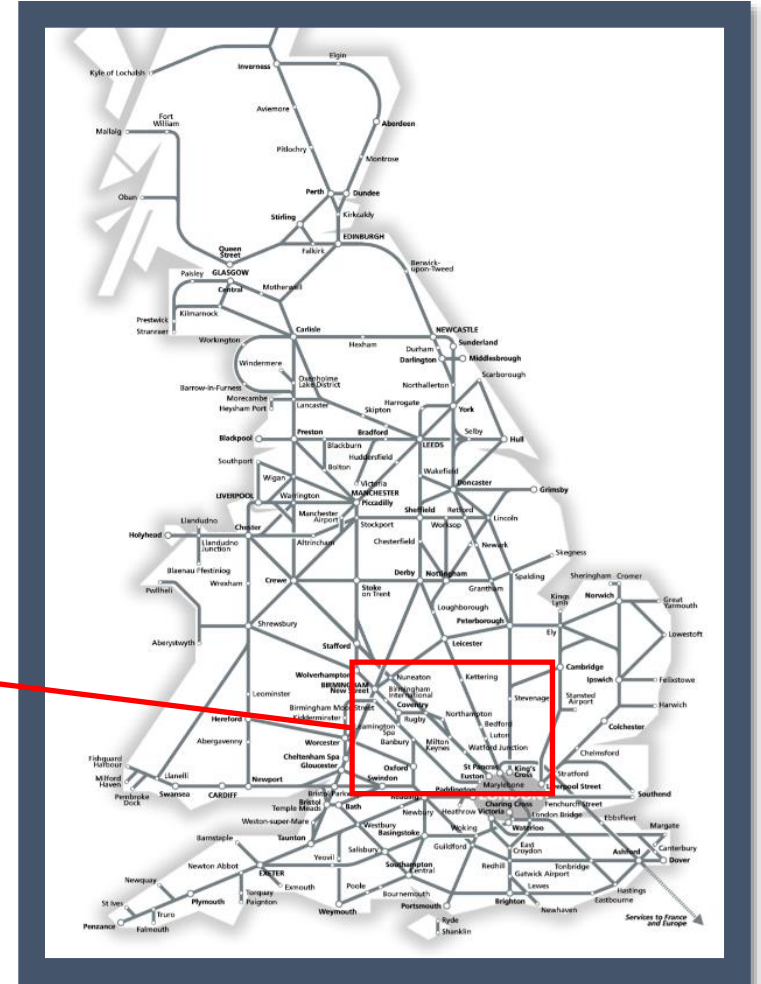 Elgin
Inverness
Kyle of Lochalsh
Aviemore
Fort
William
Mallaig
Aberdeen
Pitlochry
Montrose
Perth
Dundee
Oban
Stirling
Kirkcaldy
EDINBURGH
Queen
Street
Falkirk
Berwick-
upon-Tweed
Paisley
GLASGOW
Central
Motherwell
Prestwick
Kilmarnock
Stranraer
Carlisle
NEWCASTLE
Workington
Hexham
Durham
Sunderland
Darlington
Middlesbrough
Windermere
Scarborough
Oxenholme
Lake District
Barrow-in-Furness
Northallerton
Morecambe
Lancaster
Harrogate
Heysham Port
Skipton
York
Preston
Bradford
Selby
Blackpool
Blackburn
LEEDS
Hull
Huddersfield
Southport
Bolton
Wakefield
Wigan
Victoria
Doncaster
MANCHESTER
LIVERPOOL
Warrington
Piccadilly
Grimsby
Manchester
Airport
Sheffield
Retford
Llandudno
Stockport
Worksop
Lincoln
Chester
Holyhead
Llandudno
Junction
Altrincham
Chesterfield
Newark
Skegness
Blaenau Ffestiniog
Derby
Nottingham
Sheringham
Cromer
Pwllheli
Wrexham
Crewe
Stoke
on Trent
Grantham
Spalding
Kings
Lynn
Norwich
Great
Yarmouth
Loughborough
Peterborough
Shrewsbury
Ely
Lowestoft
Aberystwyth
Stafford
Leicester
Wolverhampton
Nuneaton
Kettering
Cambridge
BIRMINGHAM
New Street
Birmingham
International
Ipswich
Felixstowe
Leominster
Stevenage
Stansted
Airport
Birmingham Moor Street
Coventry
Harwich
Kidderminster
Rugby
Northampton
Hereford
Leamington
Spa
Bedford
Colchester
Worcester
Banbury
Milton
Keynes
Luton
Abergavenny
Watford Junction
Chelmsford
Cheltenham Spa
Fishguard
Harbour
Gloucester
Oxford
St Pancras
King's
Cross
Llanelli
Euston
Stratford
Milford
Haven
Newport
Swindon
Marylebone
Liverpool Street
Pembroke
Dock
Swansea
CARDIFF
Bristol Parkway
Paddington
Southend
Bristol
Temple Meads
Bath
Reading
Charing Cross
Fenchurch Street
Newbury
Heathrow
Victoria
London Bridge
Ebbsfleet
Weston-super-Mare
Westbury
Waterloo
Margate
Barnstaple
Taunton
Basingstoke
Woking
East
Croydon
Canterbury
Salisbury
Guildford
Ashford
Yeovil
Southampton
Central
Redhill
Tonbridge
Dover
Newton Abbot
EXETER
Gatwick Airport
Newquay
Exmouth
Poole
Lewes
Hastings
Torquay
Bournemouth
Eastbourne
St Ives
Plymouth
Paignton
Weymouth
Portsmouth
Brighton
Newhaven
Truro
Ryde
Services to France
and Europe
Penzance
Falmouth
Shanklin